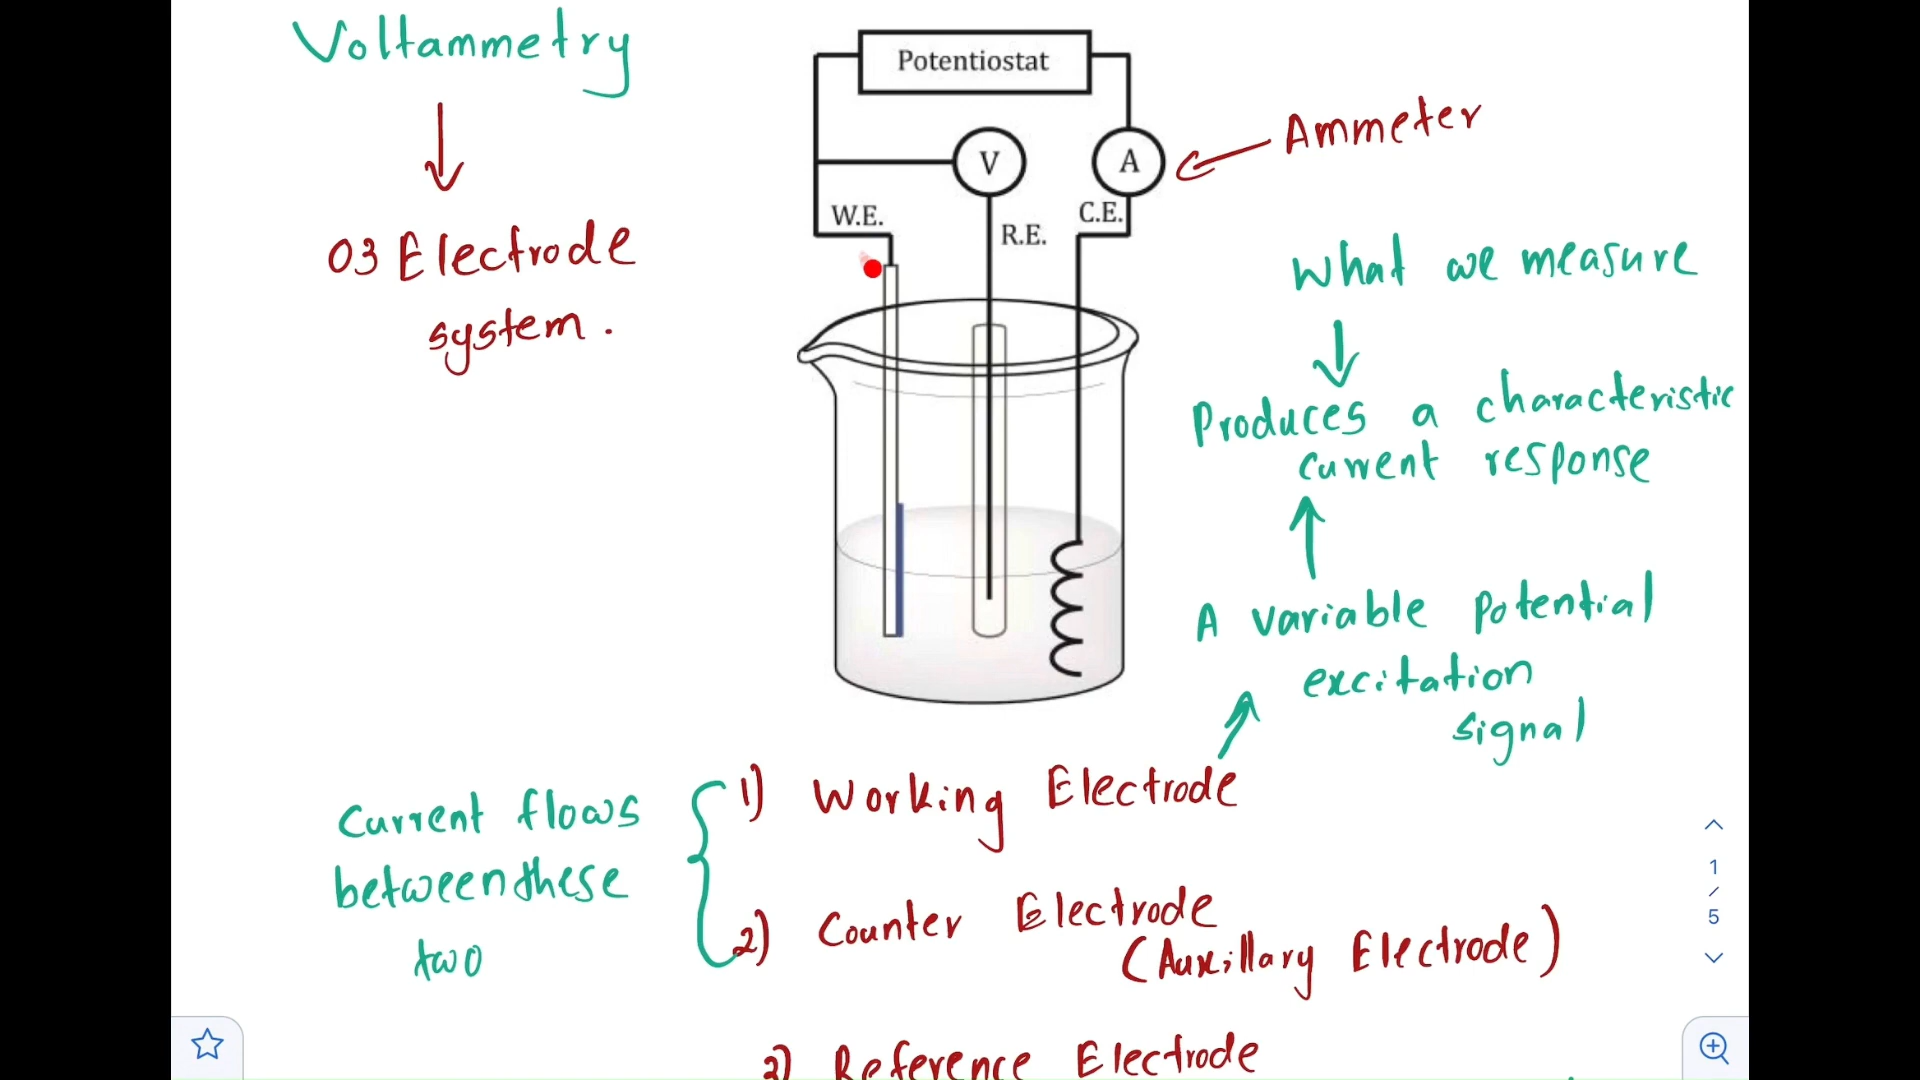 Voltammetry
03 Electrode
system.
Potentiostat
V
A
W.E.
R.E.
C.E.
Ammeter
What we measure
Produces a characteristic
current response
A variable potential
excitation
signal
Current flows
between these
two
1) Working Electrode
2) Counter Electrode
(Auxillary Electrode)
3) Reference Electrode
1
/
5